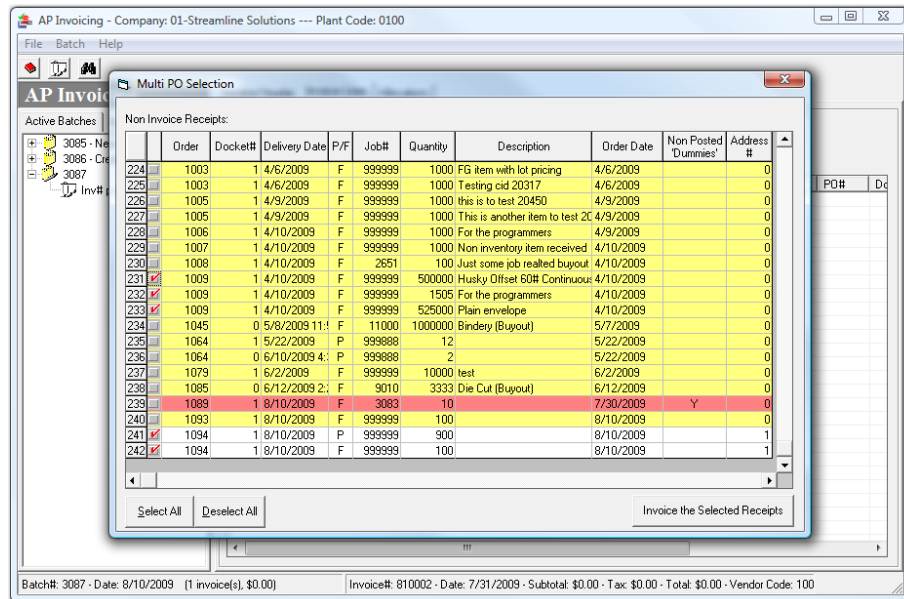 AP Invoicing - Company: 01-Streamline Solutions --- Plant Code: 0100
File Batch Help
Multi PO Selection
AP Invoic
Active Batches
3085 - Ne
3086 - Cre
3087
Inv#
Non Invoice Receipts:
Order Docket# Delivery Date P/F Job# Quantity Description Order Date Non Posted 'Dummies' Address #
224 1003 1 4/6/2009 F 999999 1000 FG item with lot pricing 4/6/2009 0
225 1003 1 4/6/2009 F 999999 1000 Testing cid 20317 4/6/2009 0
226 1005 1 4/9/2009 F 999999 1000 this is to test 20450 4/9/2009 0
227 1005 1 4/9/2009 F 999999 1000 This is another item to test 20 4/9/2009 0
228 1006 1 4/10/2009 F 999999 1000 For the programmers 4/9/2009 0
229 1007 1 4/10/2009 F 999999 1000 Non inventory item received 4/10/2009 0
230 1008 1 4/10/2009 F 2651 100 Just some job realted buyout 4/10/2009 0
231 1009 1 4/10/2009 F 999999 500000 Husky Offset 60# Continuous 4/10/2009 0
232 1009 1 4/10/2009 F 999999 1505 For the programmers 4/10/2009 0
233 1009 1 4/10/2009 F 999999 525000 Plain envelope 4/10/2009 0
234 1045 0 5/8/2009 11: F 11000 1000000 Bindery (Buyout) 5/7/2009 0
235 1064 1 5/22/2009 P 999888 12 5/22/2009 0
236 1064 0 6/10/2009 4: P 999888 2 5/22/2009 0
237 1079 1 6/2/2009 F 999999 10000 test 6/2/2009 0
238 1085 0 6/12/2009 2: F 9010 3333 Die Cut (Buyout) 6/12/2009 0
239 1089 1 8/10/2009 F 3083 10 7/30/2009 Y 0
240 1093 1 8/10/2009 F 999999 100 8/10/2009 0
241 1094 1 8/10/2009 P 999999 900 8/10/2009 1
242 1094 1 8/10/2009 F 999999 100 8/10/2009 1
PO# Do
Select All Deselect All Invoice the Selected Receipts
Batch#: 3087 - Date: 8/10/2009 (1 invoice(s), $0.00) Invoice#: 810002 - Date: 7/31/2009 - Subtotal: $0.00 - Tax: $0.00 - Total: $0.00 - Vendor Code: 100